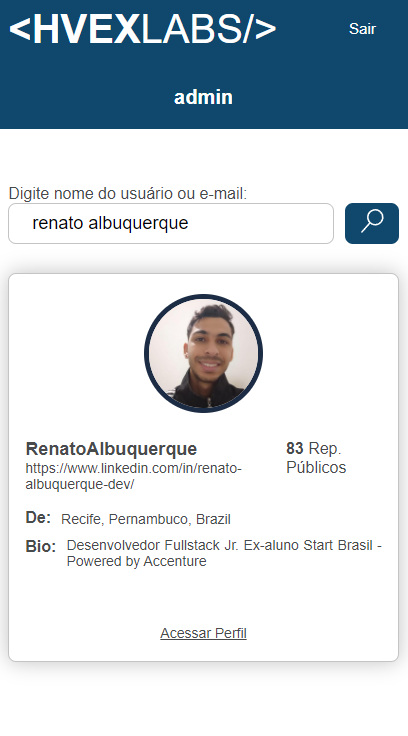 <HVEXLABS/>
Sair
admin
Digite nome do usuário ou e-mail:
renato albuquerque
RenatoAlbuquerque
https://www.linkedin.com/in/renato-
albuquerque-dev/
83 Rep.
Públicos
De: Recife, Pernambuco, Brazil
Bio: Desenvolvedor Fullstack Jr. Ex-aluno Start Brasil -
Powered by Accenture
Acessar Perfil